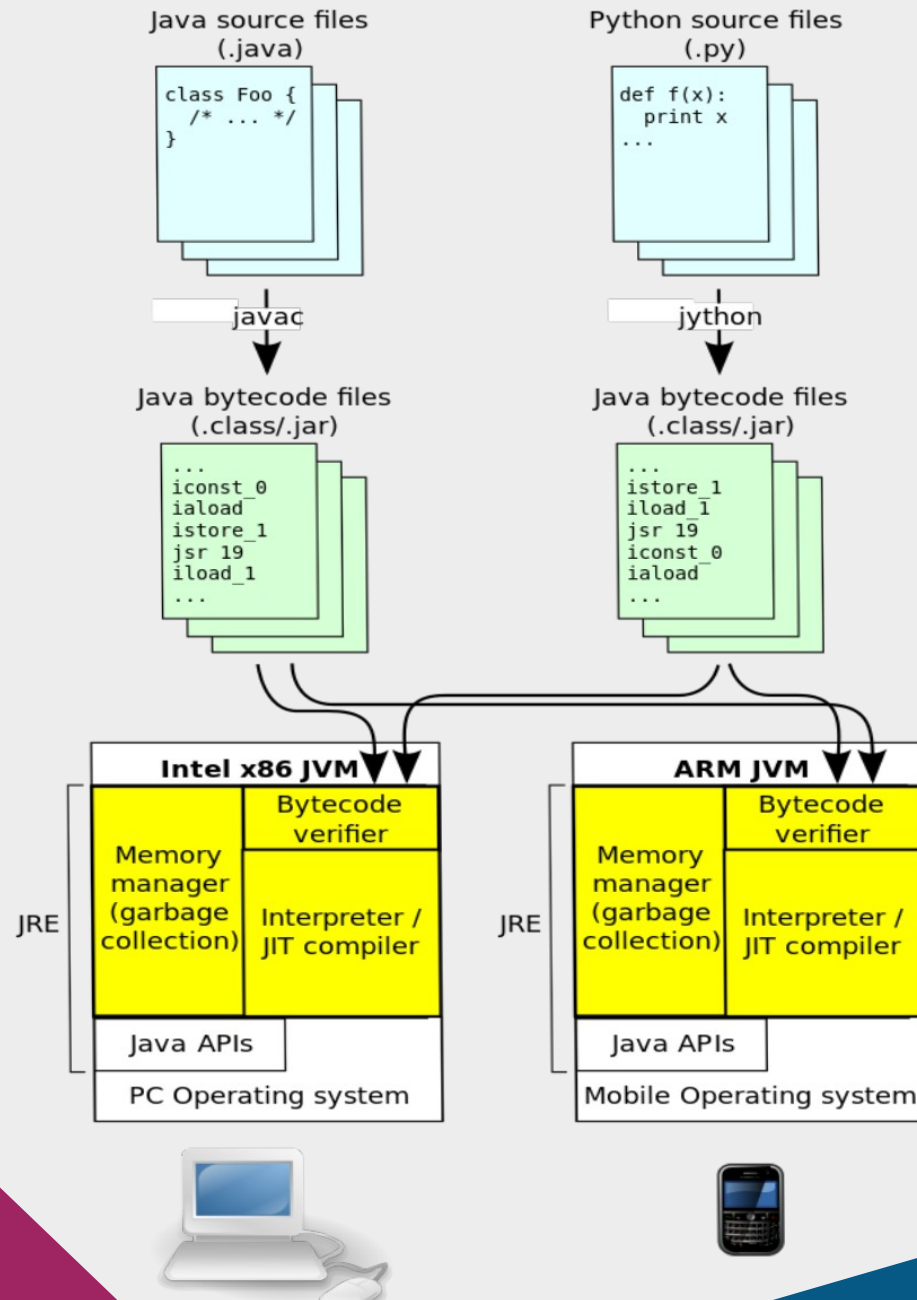 Java source files
(.java)
class Foo {
/* ... */
}
javac
Java bytecode files
(.class/.jar)
...
iconst_0
iaload
istore_1
jsr 19
iload_1
...
Python source files
(.py)
def f(x):
print x
...
jython
Java bytecode files
(.class/.jar)
...
istore_1
iload_1
jsr 19
iconst_0
iaload
...
Intel x86 JVM
JRE
Memory
manager
(garbage
collection)
Bytecode
verifier
Interpreter /
JIT compiler
Java APIs
PC Operating system
ARM JVM
JRE
Memory
manager
(garbage
collection)
Bytecode
verifier
Interpreter /
JIT compiler
Java APIs
Mobile Operating system